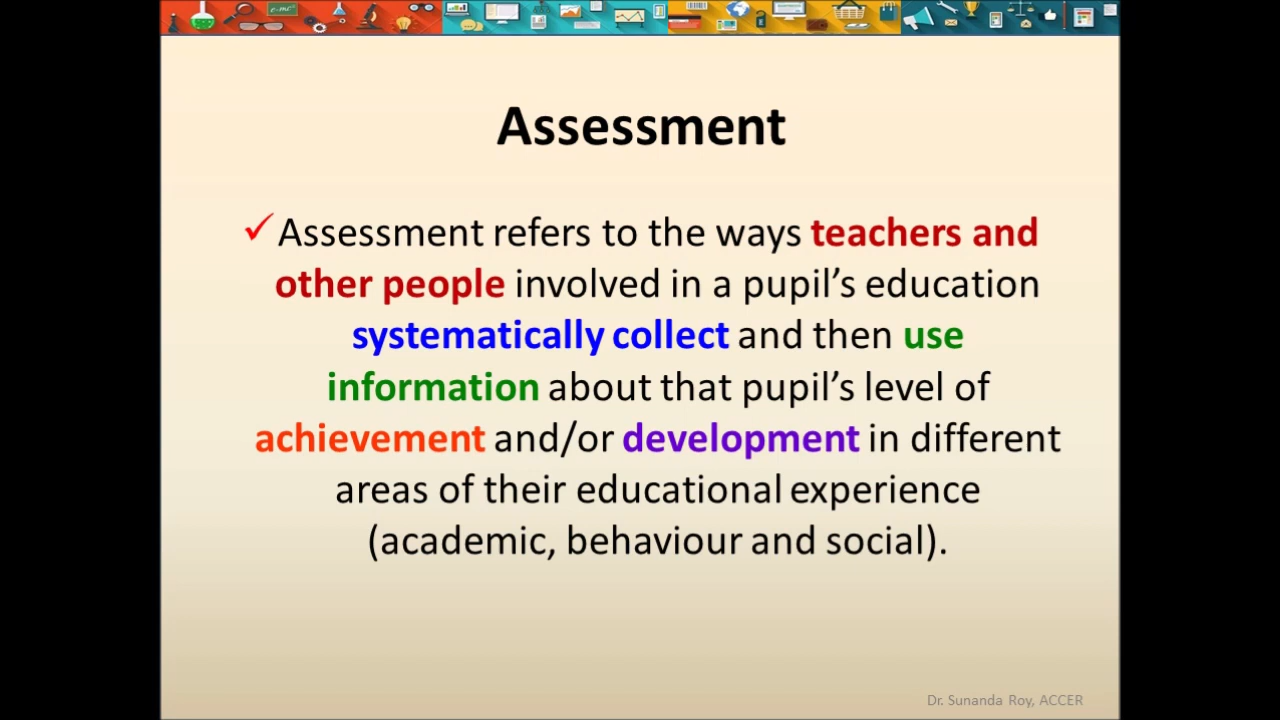 Assessment
✓Assessment refers to the ways teachers and
other people involved in a pupil’s education
systematically collect and then use
information about that pupil’s level of
achievement and/or development in different
areas of their educational experience
(academic, behaviour and social).
Dr. Sunanda Roy, ACCER